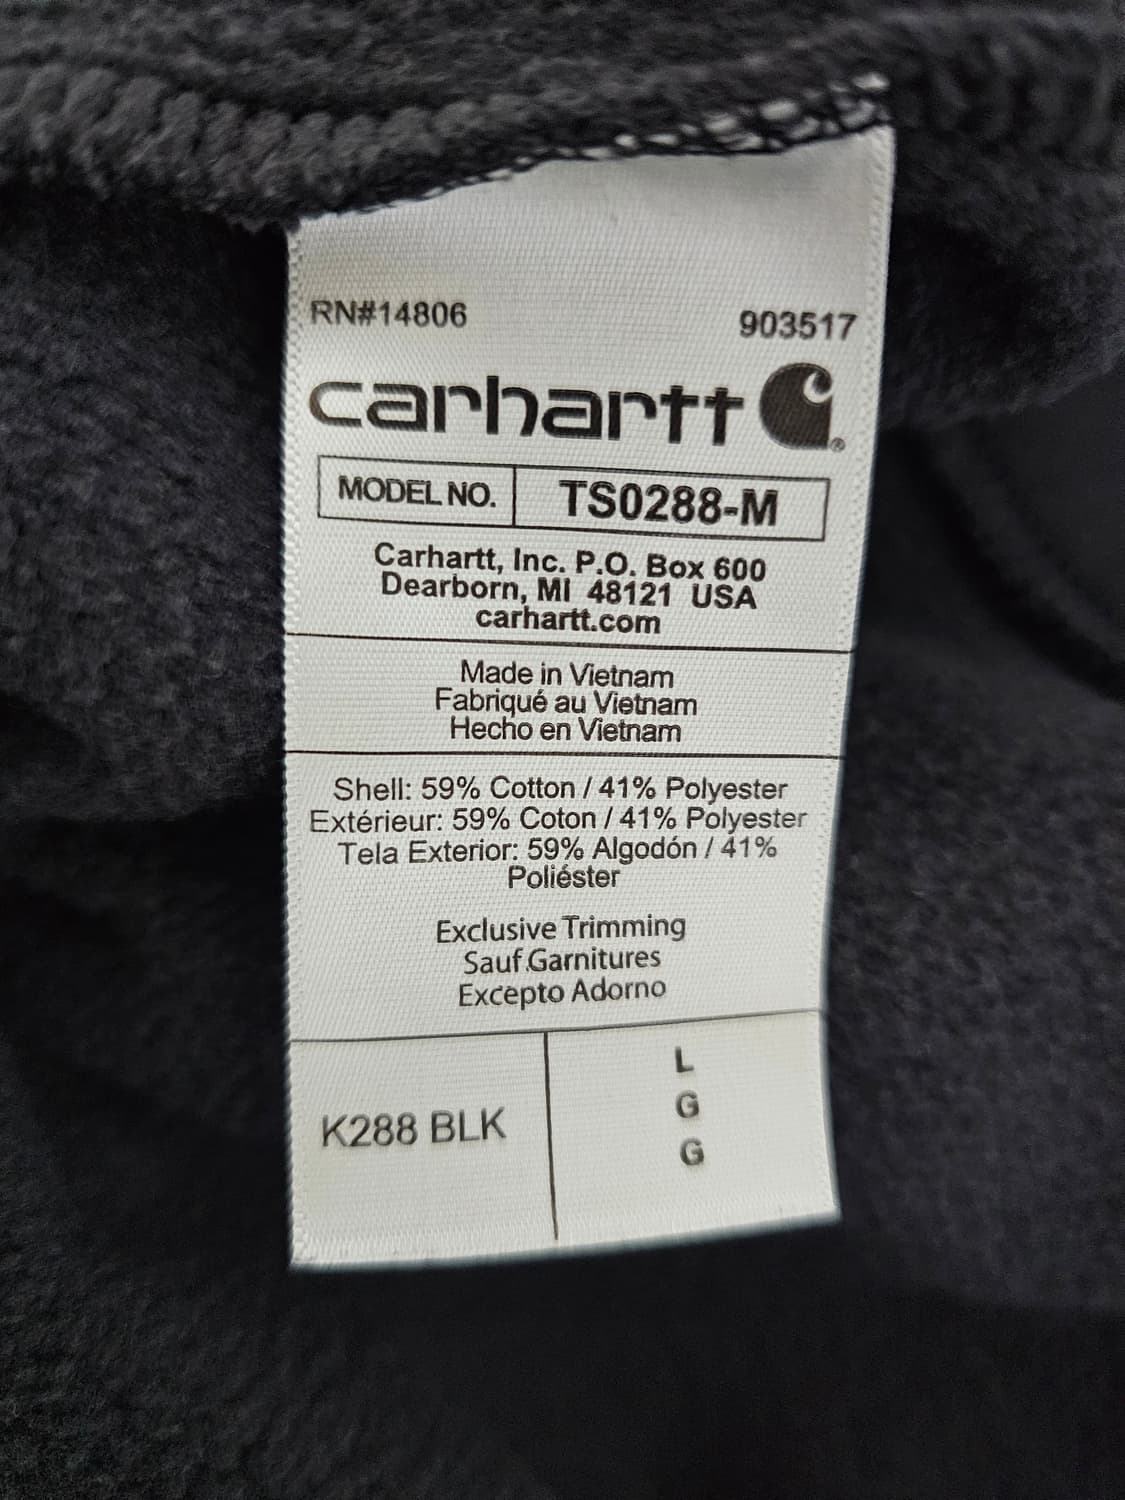 RN#14806 903517
carhartt
MODEL NO. TS0288-M
Carhartt, Inc. P.O. Box 600
Dearborn, MI 48121 USA
carhartt.com
Made in Vietnam
Fabriqué au Vietnam
Hecho en Vietnam
Shell: 59% Cotton / 41% Polyester
Extérieur: 59% Coton / 41% Polyester
Tela Exterior: 59% Algodón / 41%
Poliéster
Exclusive Trimming
Sauf Garnitures
Excepto Adorno
K288 BLK
L
G
G